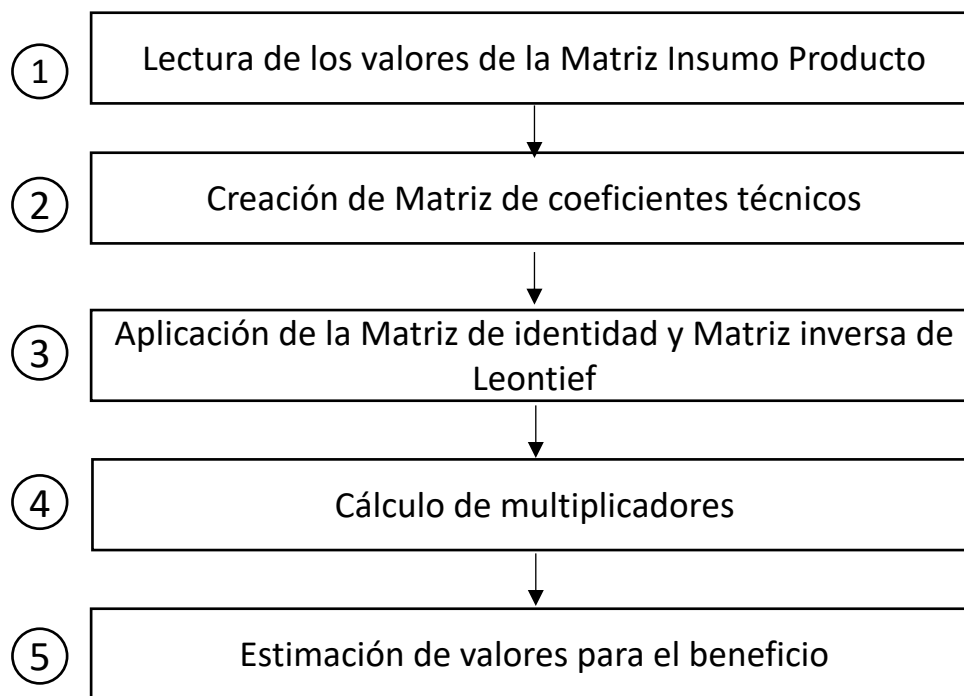 1
Lectura de los valores de la Matriz Insumo Producto
2
Creación de Matriz de coeficientes técnicos
3
Aplicación de la Matriz de identidad y Matriz inversa de
Leontief
4
Cálculo de multiplicadores
5
Estimación de valores para el beneficio